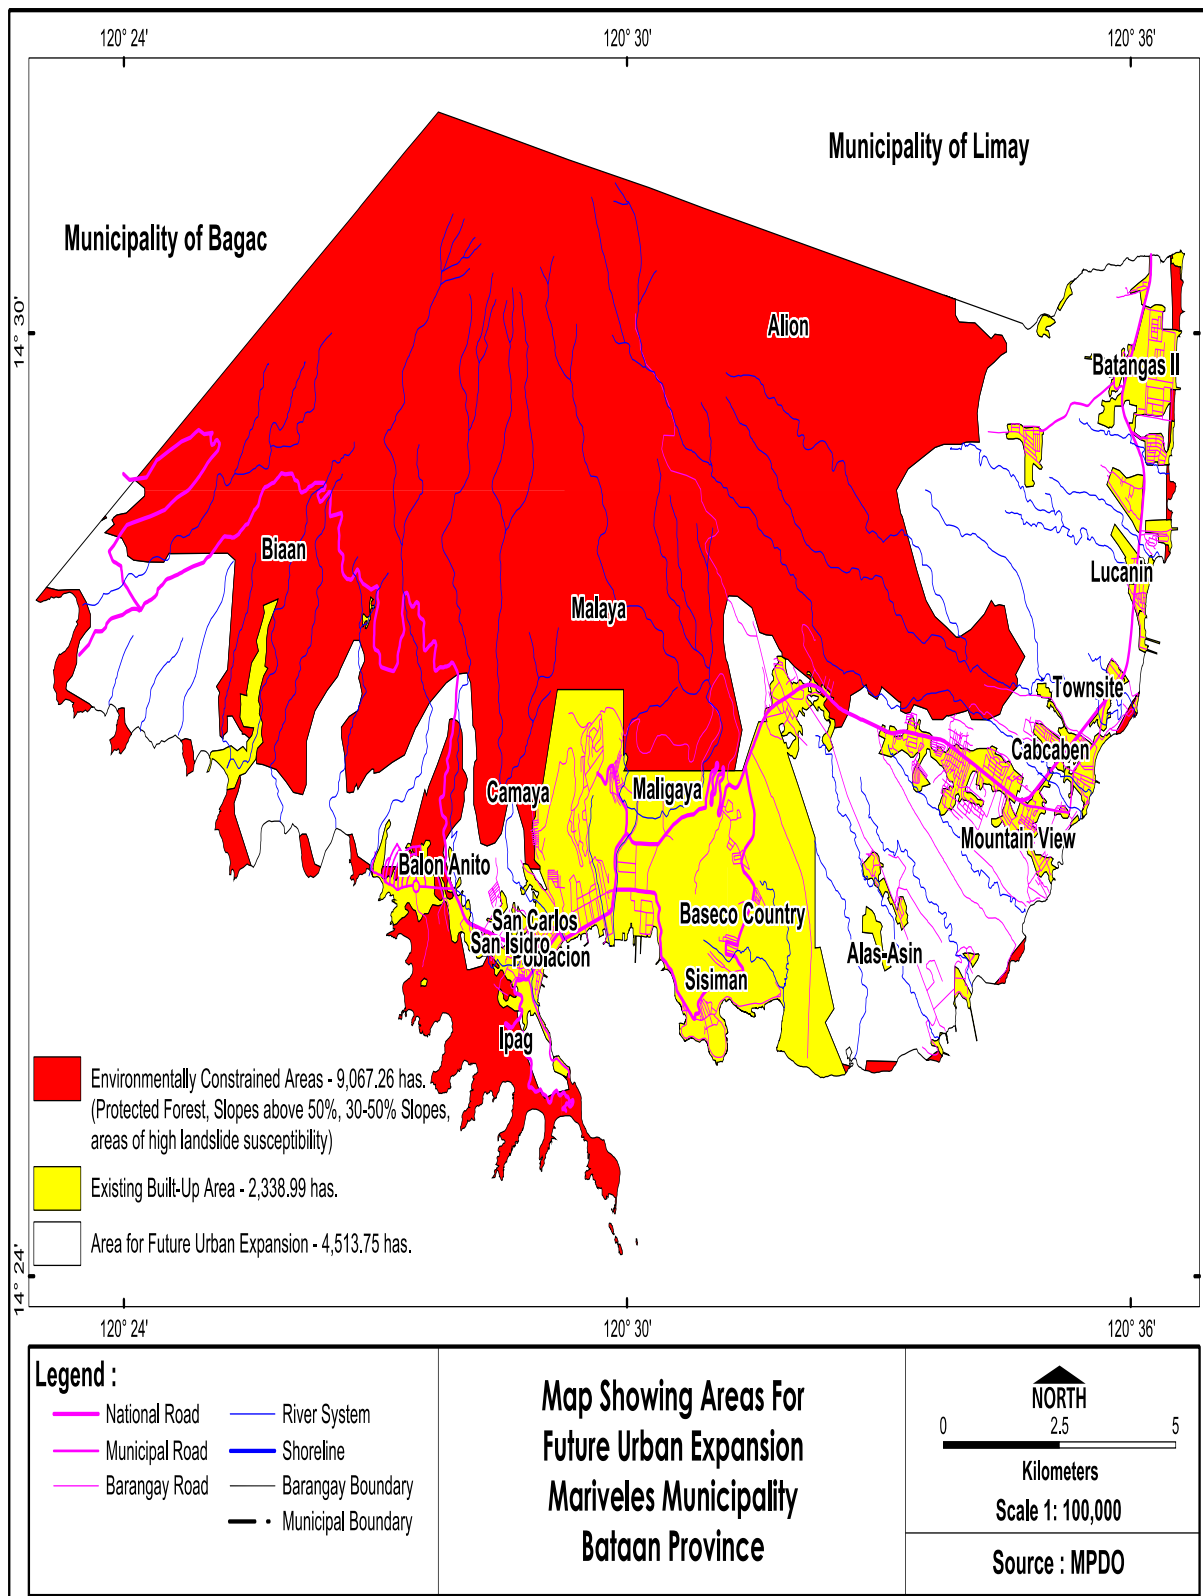 120° 24'
120° 30'
120° 36'
Municipality of Limay
Municipality of Bagac
14° 30'
Alion
Batangas II
Biaan
Lucanin
Malaya
Townsite
Cabcaben
Camaya
Maligaya
Mountain View
Balon Anito
San Carlos
Baseco Country
San Isidro
Poblacion
Alas-Asin
Sisiman
Ipag
Environmentally Constrained Areas - 9,067.26 has.
(Protected Forest, Slopes above 50%, 30-50% Slopes,
areas of high landslide susceptibility)
Existing Built-Up Area - 2,338.99 has.
Area for Future Urban Expansion - 4,513.75 has.
14° 24'
120° 24'
120° 30'
120° 36'
Legend :
National Road
Municipal Road
Barangay Road
River System
Shoreline
Barangay Boundary
Municipal Boundary
Map Showing Areas For
Future Urban Expansion
Mariveles Municipality
Bataan Province
NORTH
0 2.5 5
Kilometers
Scale 1: 100,000
Source : MPDO